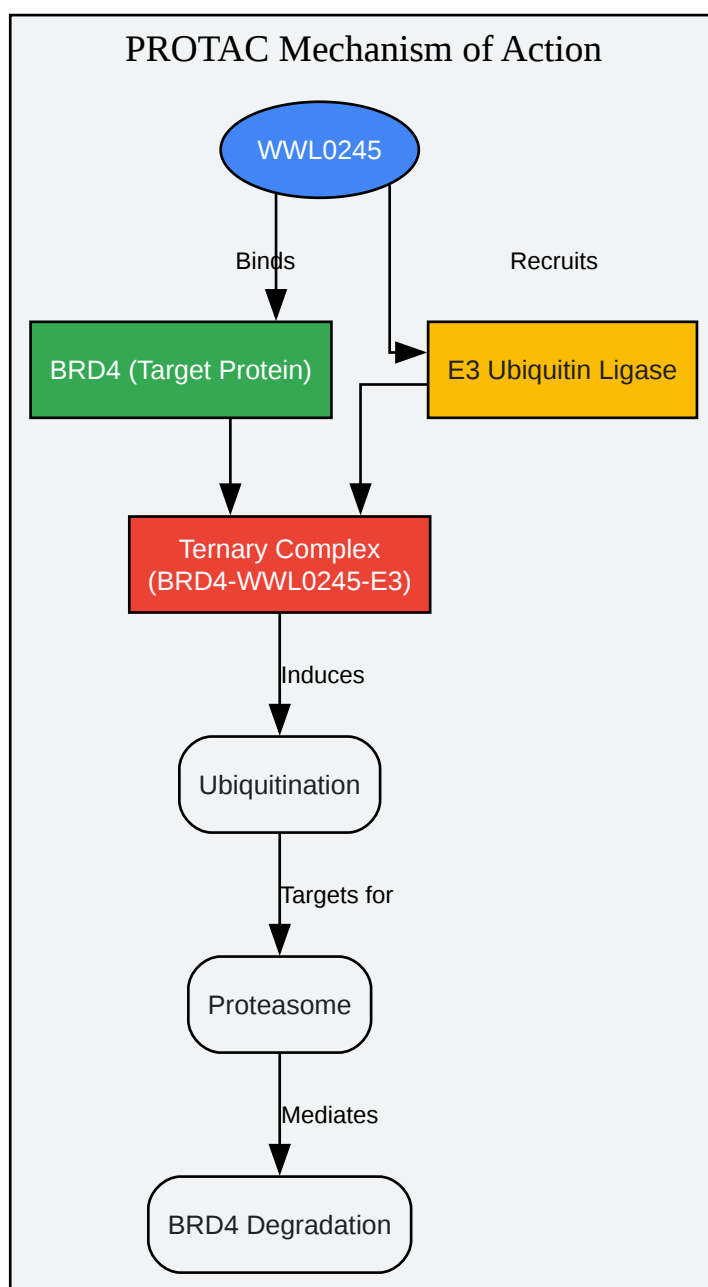 PROTAC Mechanism of Action
WWL0245
Binds
Recruits
BRD4 (Target Protein)
E3 Ubiquitin Ligase
Ternary Complex
(BRD4-WWL0245-E3)
Induces
Ubiquitination
Targets for
Proteasome
Mediates
BRD4 Degradation